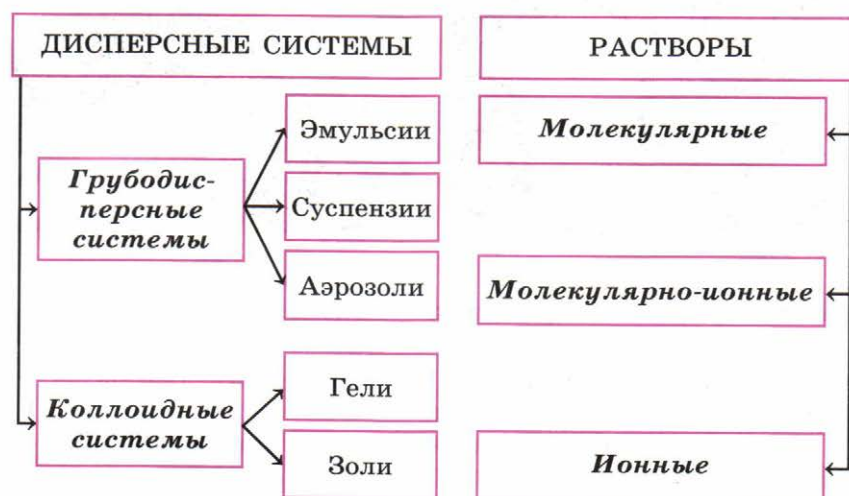 ДИСПЕРСНЫЕ СИСТЕМЫ
РАСТВОРЫ
Грубодис-
персные
системы
Эмульсии
Суспензии
Аэрозоли
Коллоидные
системы
Гели
Золи
Молекулярные
Молекулярно-ионные
Ионные